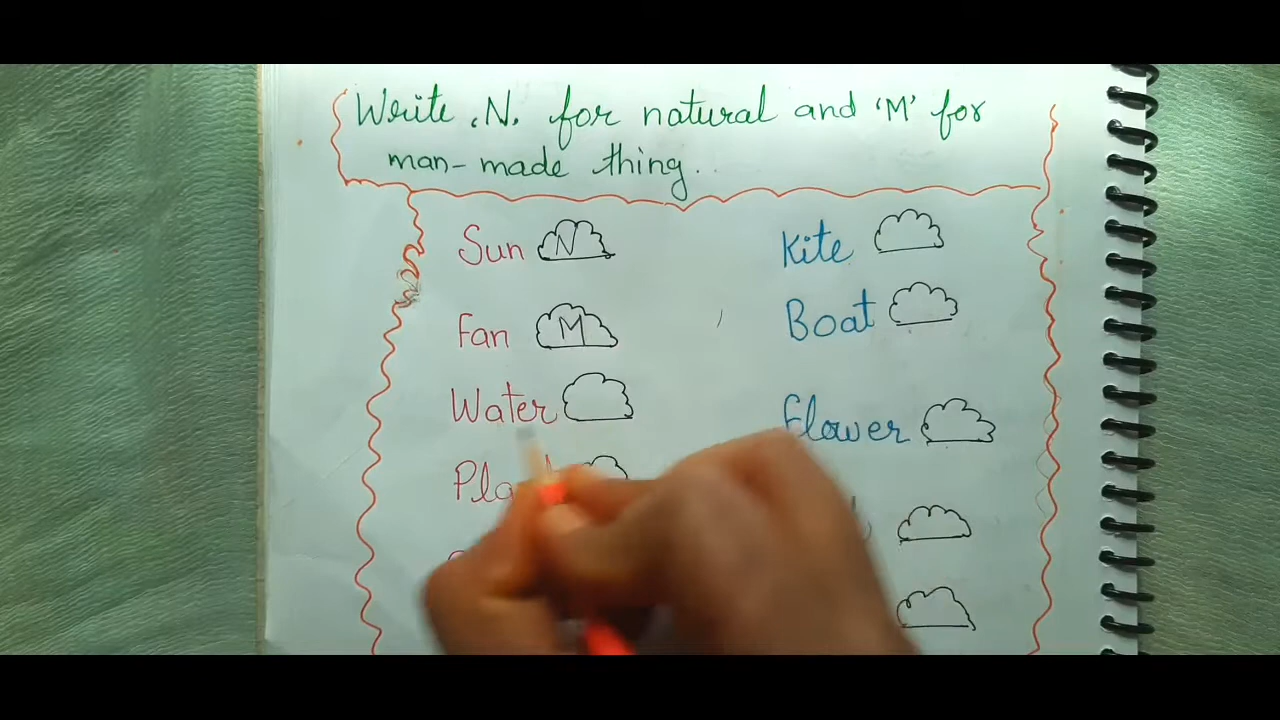 Write 'N' for natural and 'M' for
man-made thing.
Sun N
Fan M
Water
Kite
Boat
Flower